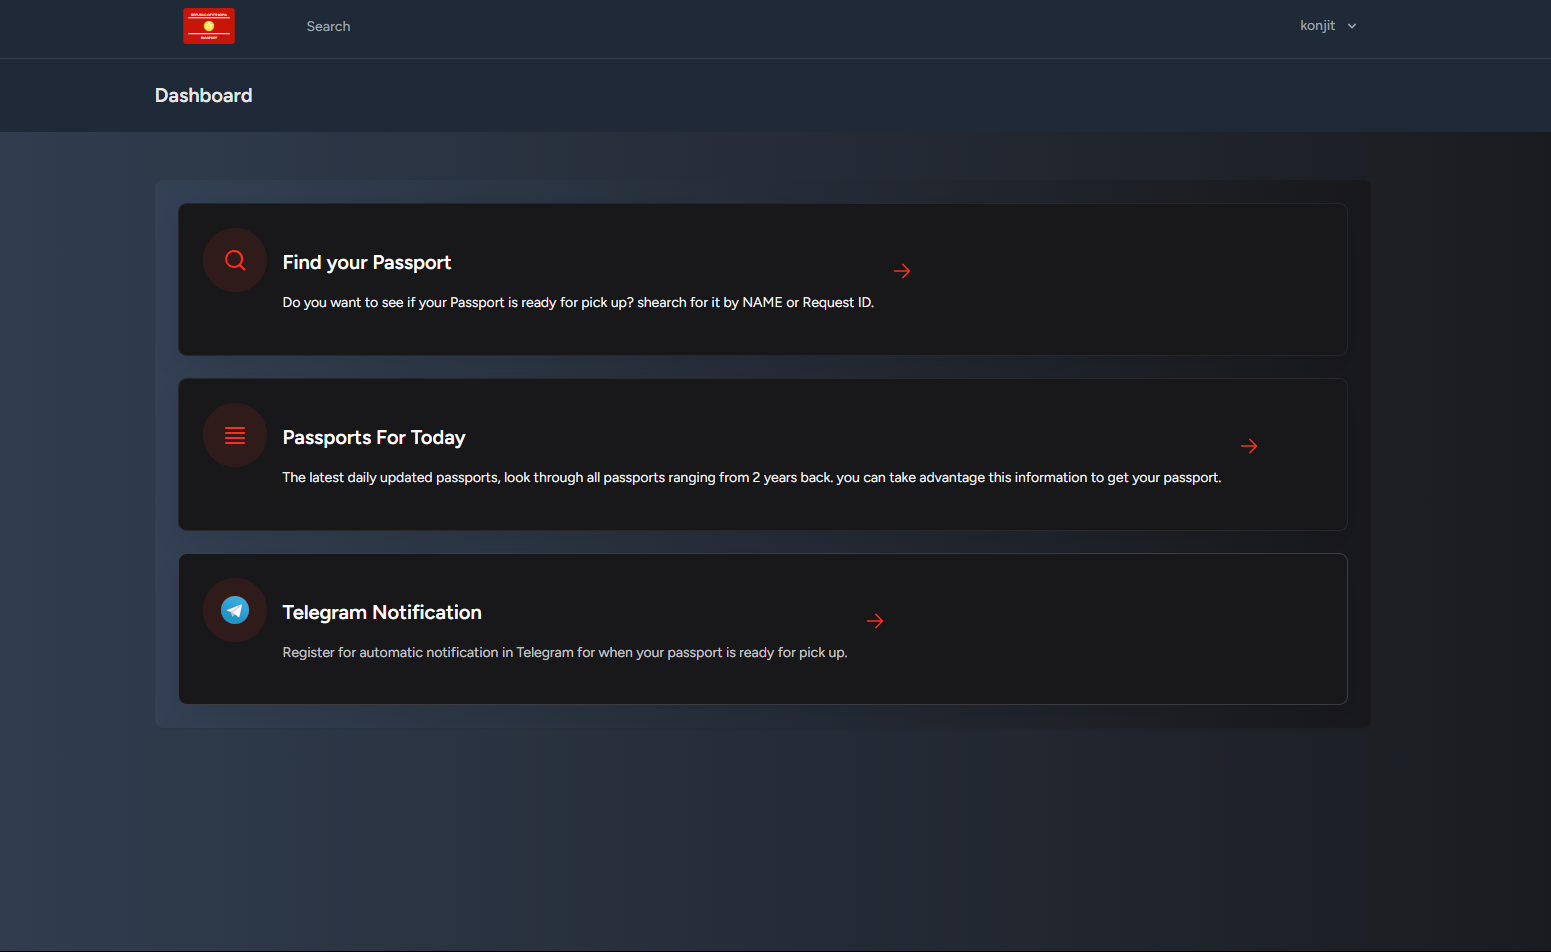 Search
konjit
Dashboard
Find your Passport
Do you want to see if your Passport is ready for pick up? shearch for it by NAME or Request ID.
Passports For Today
The latest daily updated passports, look through all passports ranging from 2 years back. you can take advantage this information to get your passport.
Telegram Notification
Register for automatic notification in Telegram for when your passport is ready for pick up.